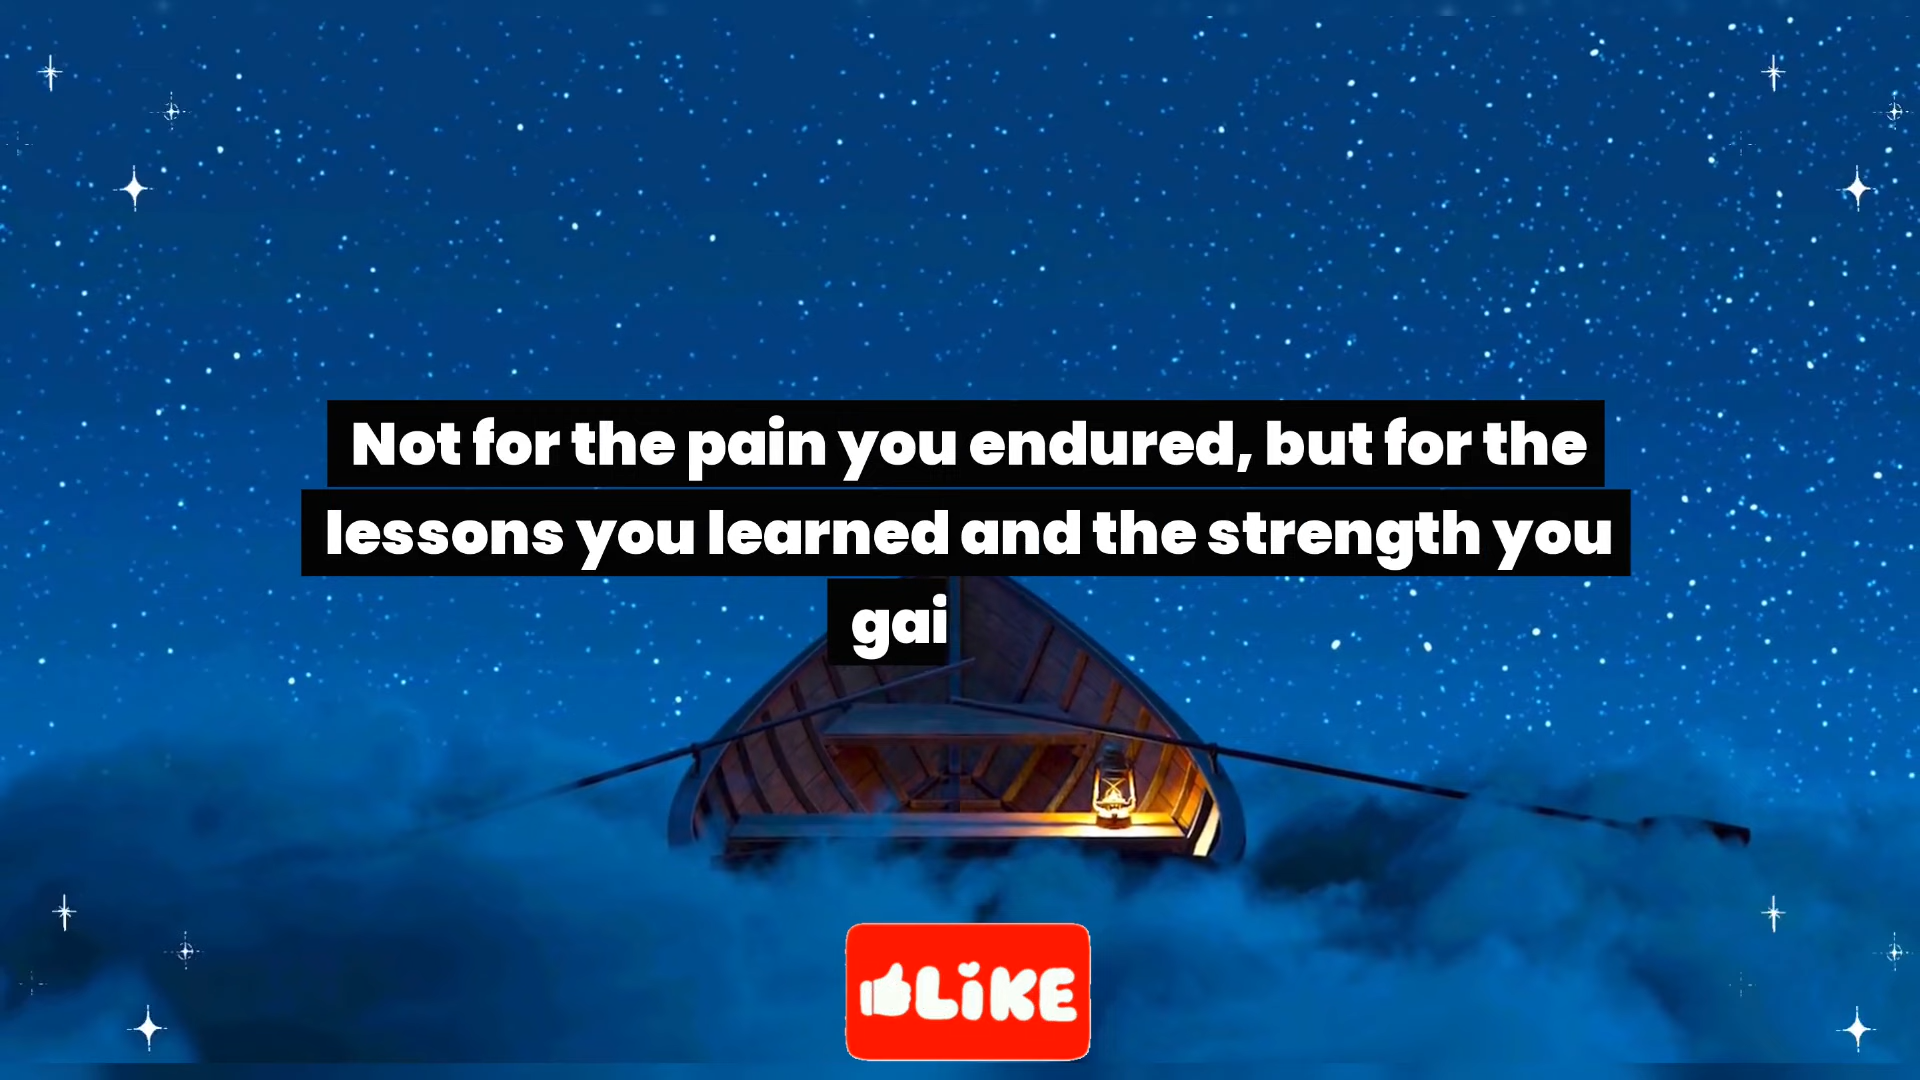 Not for the pain you endured, but for the
lessons you learned and the strength you
gai
LIKE